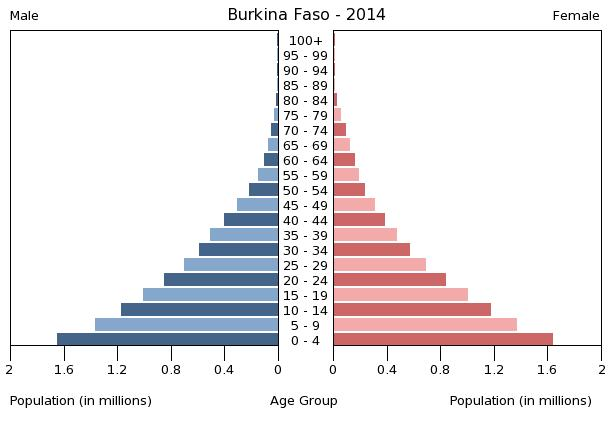 Burkina Faso - 2014
Male
Female
100+
95 - 99
90 - 94
85 - 89
80 - 84
75 - 79
70 - 74
65 - 69
60 - 64
55 - 59
50 - 54
45 - 49
40 - 44
35 - 39
30 - 34
25 - 29
20 - 24
15 - 19
10 - 14
5 - 9
0 - 4
2 1.6 1.2 0.8 0.4 0 0 0.4 0.8 1.2 1.6 2
Population (in millions) Age Group Population (in millions)